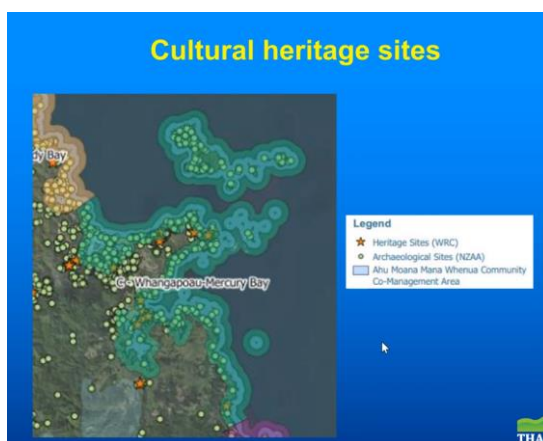 Cultural heritage sites
dy Bay
C - Whangapoau-Mercury Bay
Legend
Heritage Sites (WRC)
Archaeological Sites (NZAA)
Ahu Moana Mana Whenua Community
Co-Management Area
THA